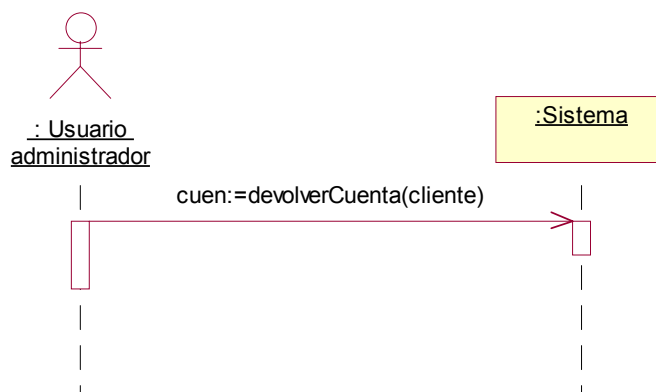 : Usuario
administrador
:Sistema
cuen:=devolverCuenta(cliente)